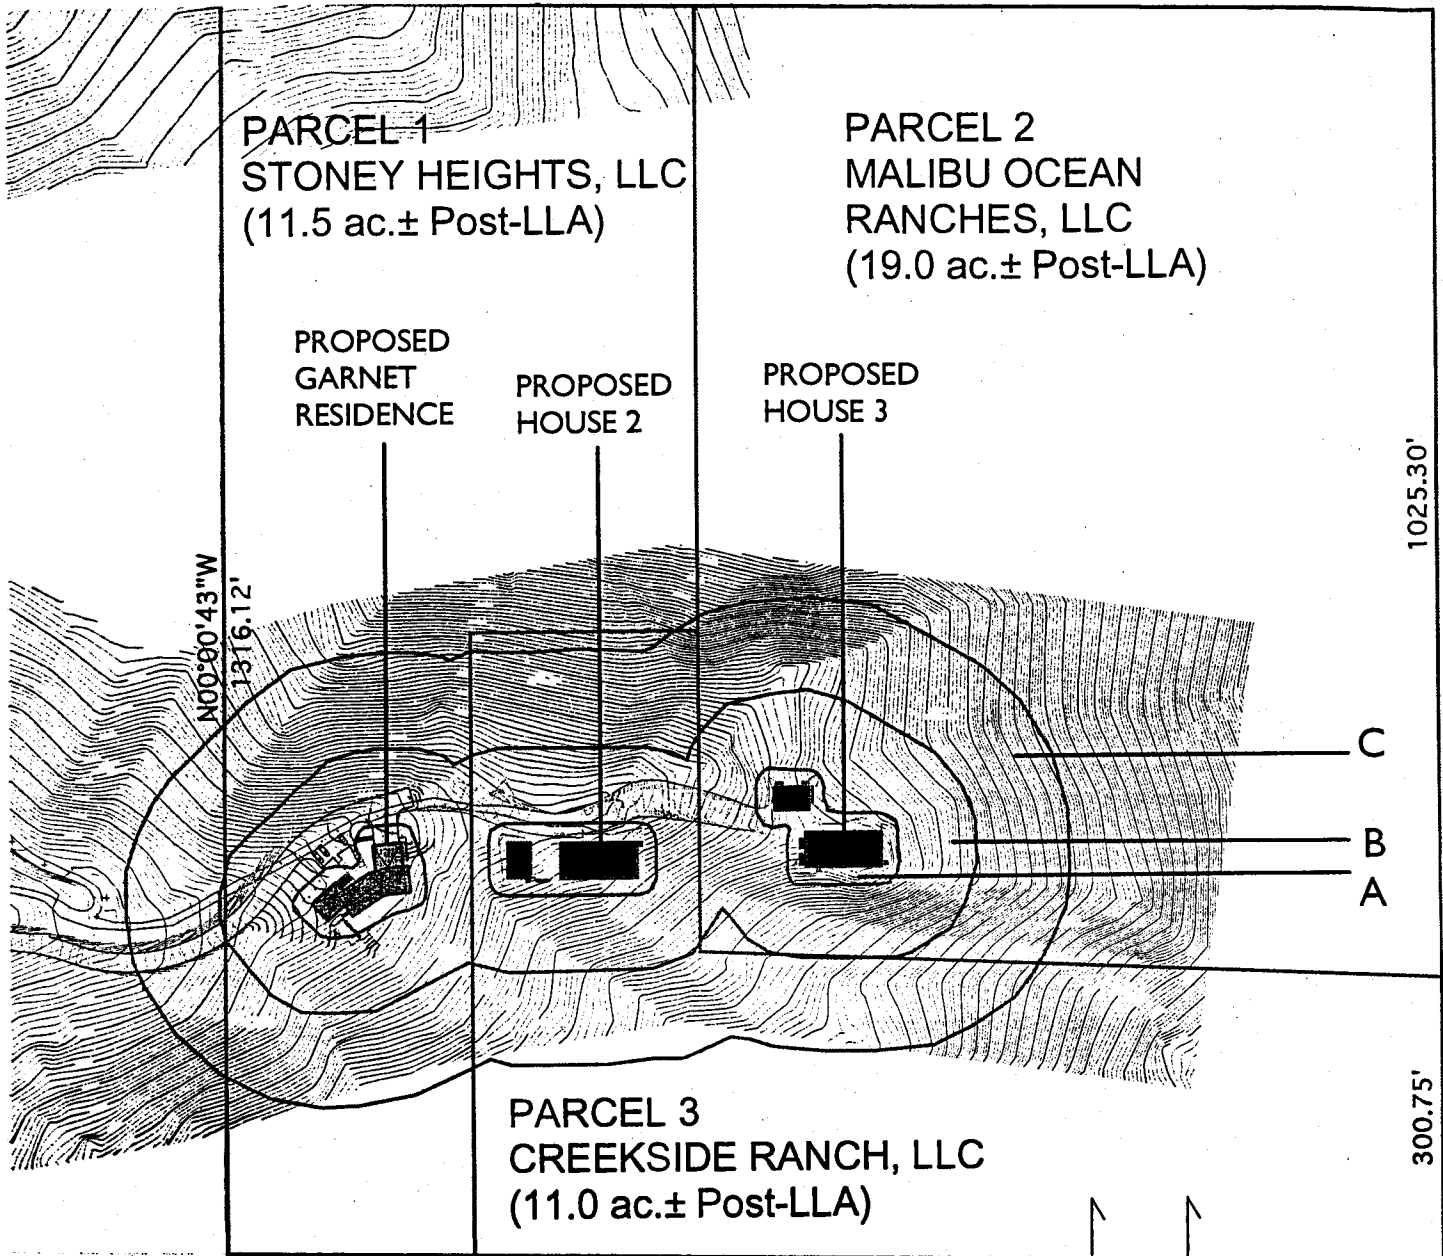 PARCEL 1
STONEY HEIGHTS, LLC
(11.5 ac.± Post-LLA)
PARCEL 2
MALIBU OCEAN
RANCHES, LLC
(19.0 ac.± Post-LLA)
PROPOSED
GARNET
RESIDENCE
PROPOSED
HOUSE 2
PROPOSED
HOUSE 3
1025.30'
N00°00'43"W
1316.12'
C
B
A
PARCEL 3
CREEKSIDE RANCH, LLC
(11.0 ac.± Post-LLA)
300.75'